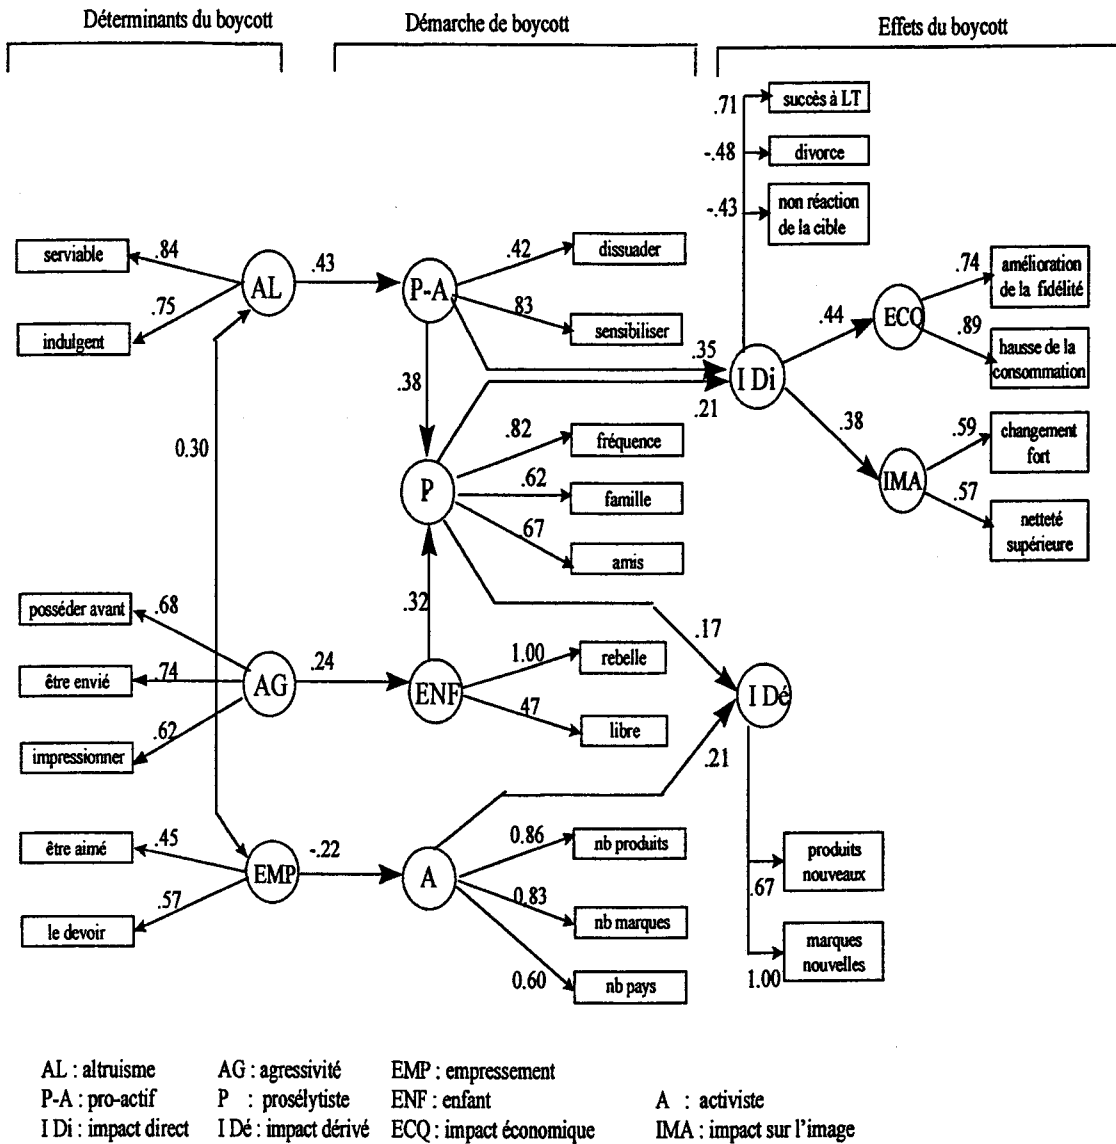 Déterminants du boycott
Démarche de boycott
Effets du boycott
.71
succès à LT
-.48
divorce
-.43
non réaction
de la cible
serviable
.84
AL
.43
P-A
.42
dissuader
.75
indulgent
.83
sensibiliser
.74
amélioration
de la fidélité
ECQ
.44
.89
hausse de la
consommation
.35
I Di
.21
.38
.38
.59
changement
fort
IMA
.57
netteté
supérieure
0.30
P
.82
fréquence
.62
famille
.67
amis
posséder avant
.68
être envié
.74
AG
.24
.62
impressionner
.32
ENF
1.00
rebelle
.47
libre
.17
I Dé
.21
être aimé
.45
EMP
-.22
A
.57
le devoir
0.86
nb produits
0.83
nb marques
0.60
nb pays
produits
nouveaux
.67
marques
nouvelles
1.00
AL : altruisme AG : agressivité EMP : empressement
P-A : pro-actif P : prosélytiste ENF : enfant A : activiste
I Di : impact direct I Dé : impact dérivé ECQ : impact économique IMA : impact sur l'image